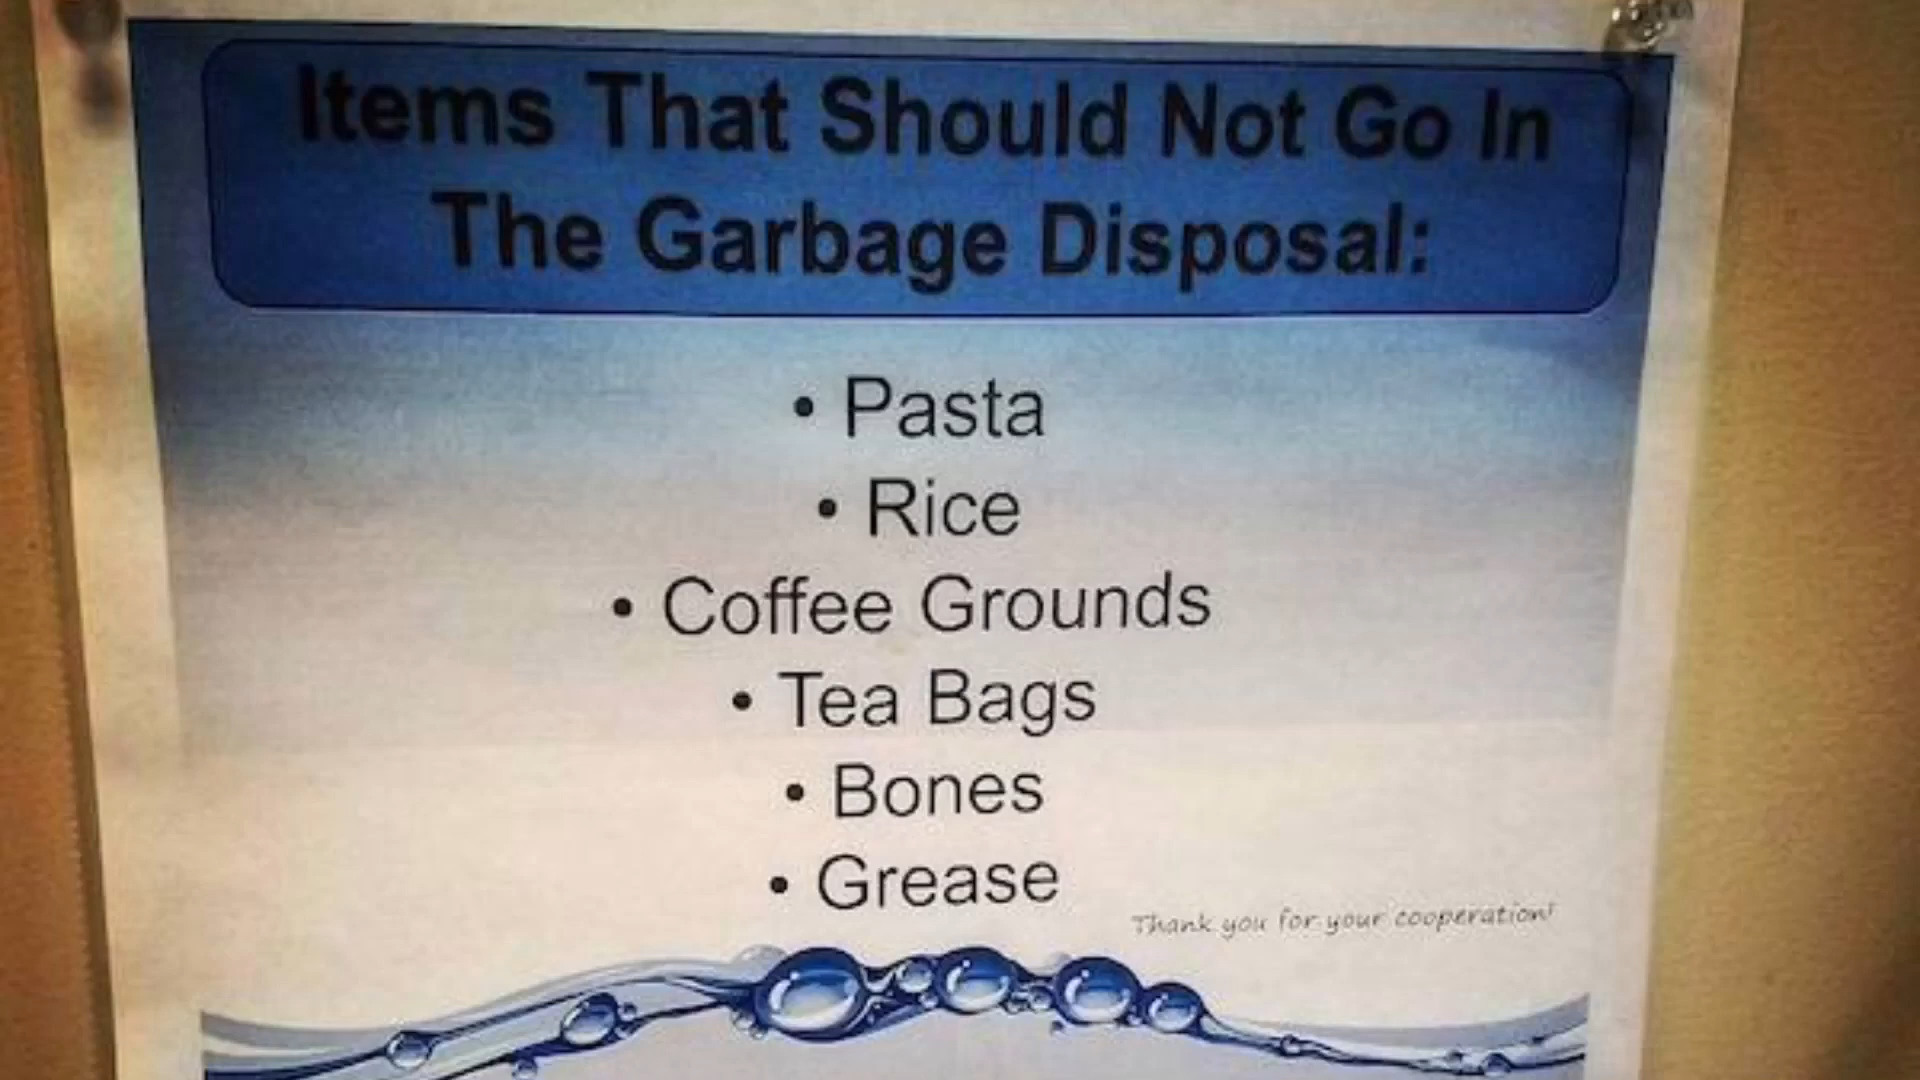 Items That Should Not Go In
The Garbage Disposal:
• Pasta
• Rice
• Coffee Grounds
• Tea Bags
• Bones
• Grease
Thank you for your cooperation!